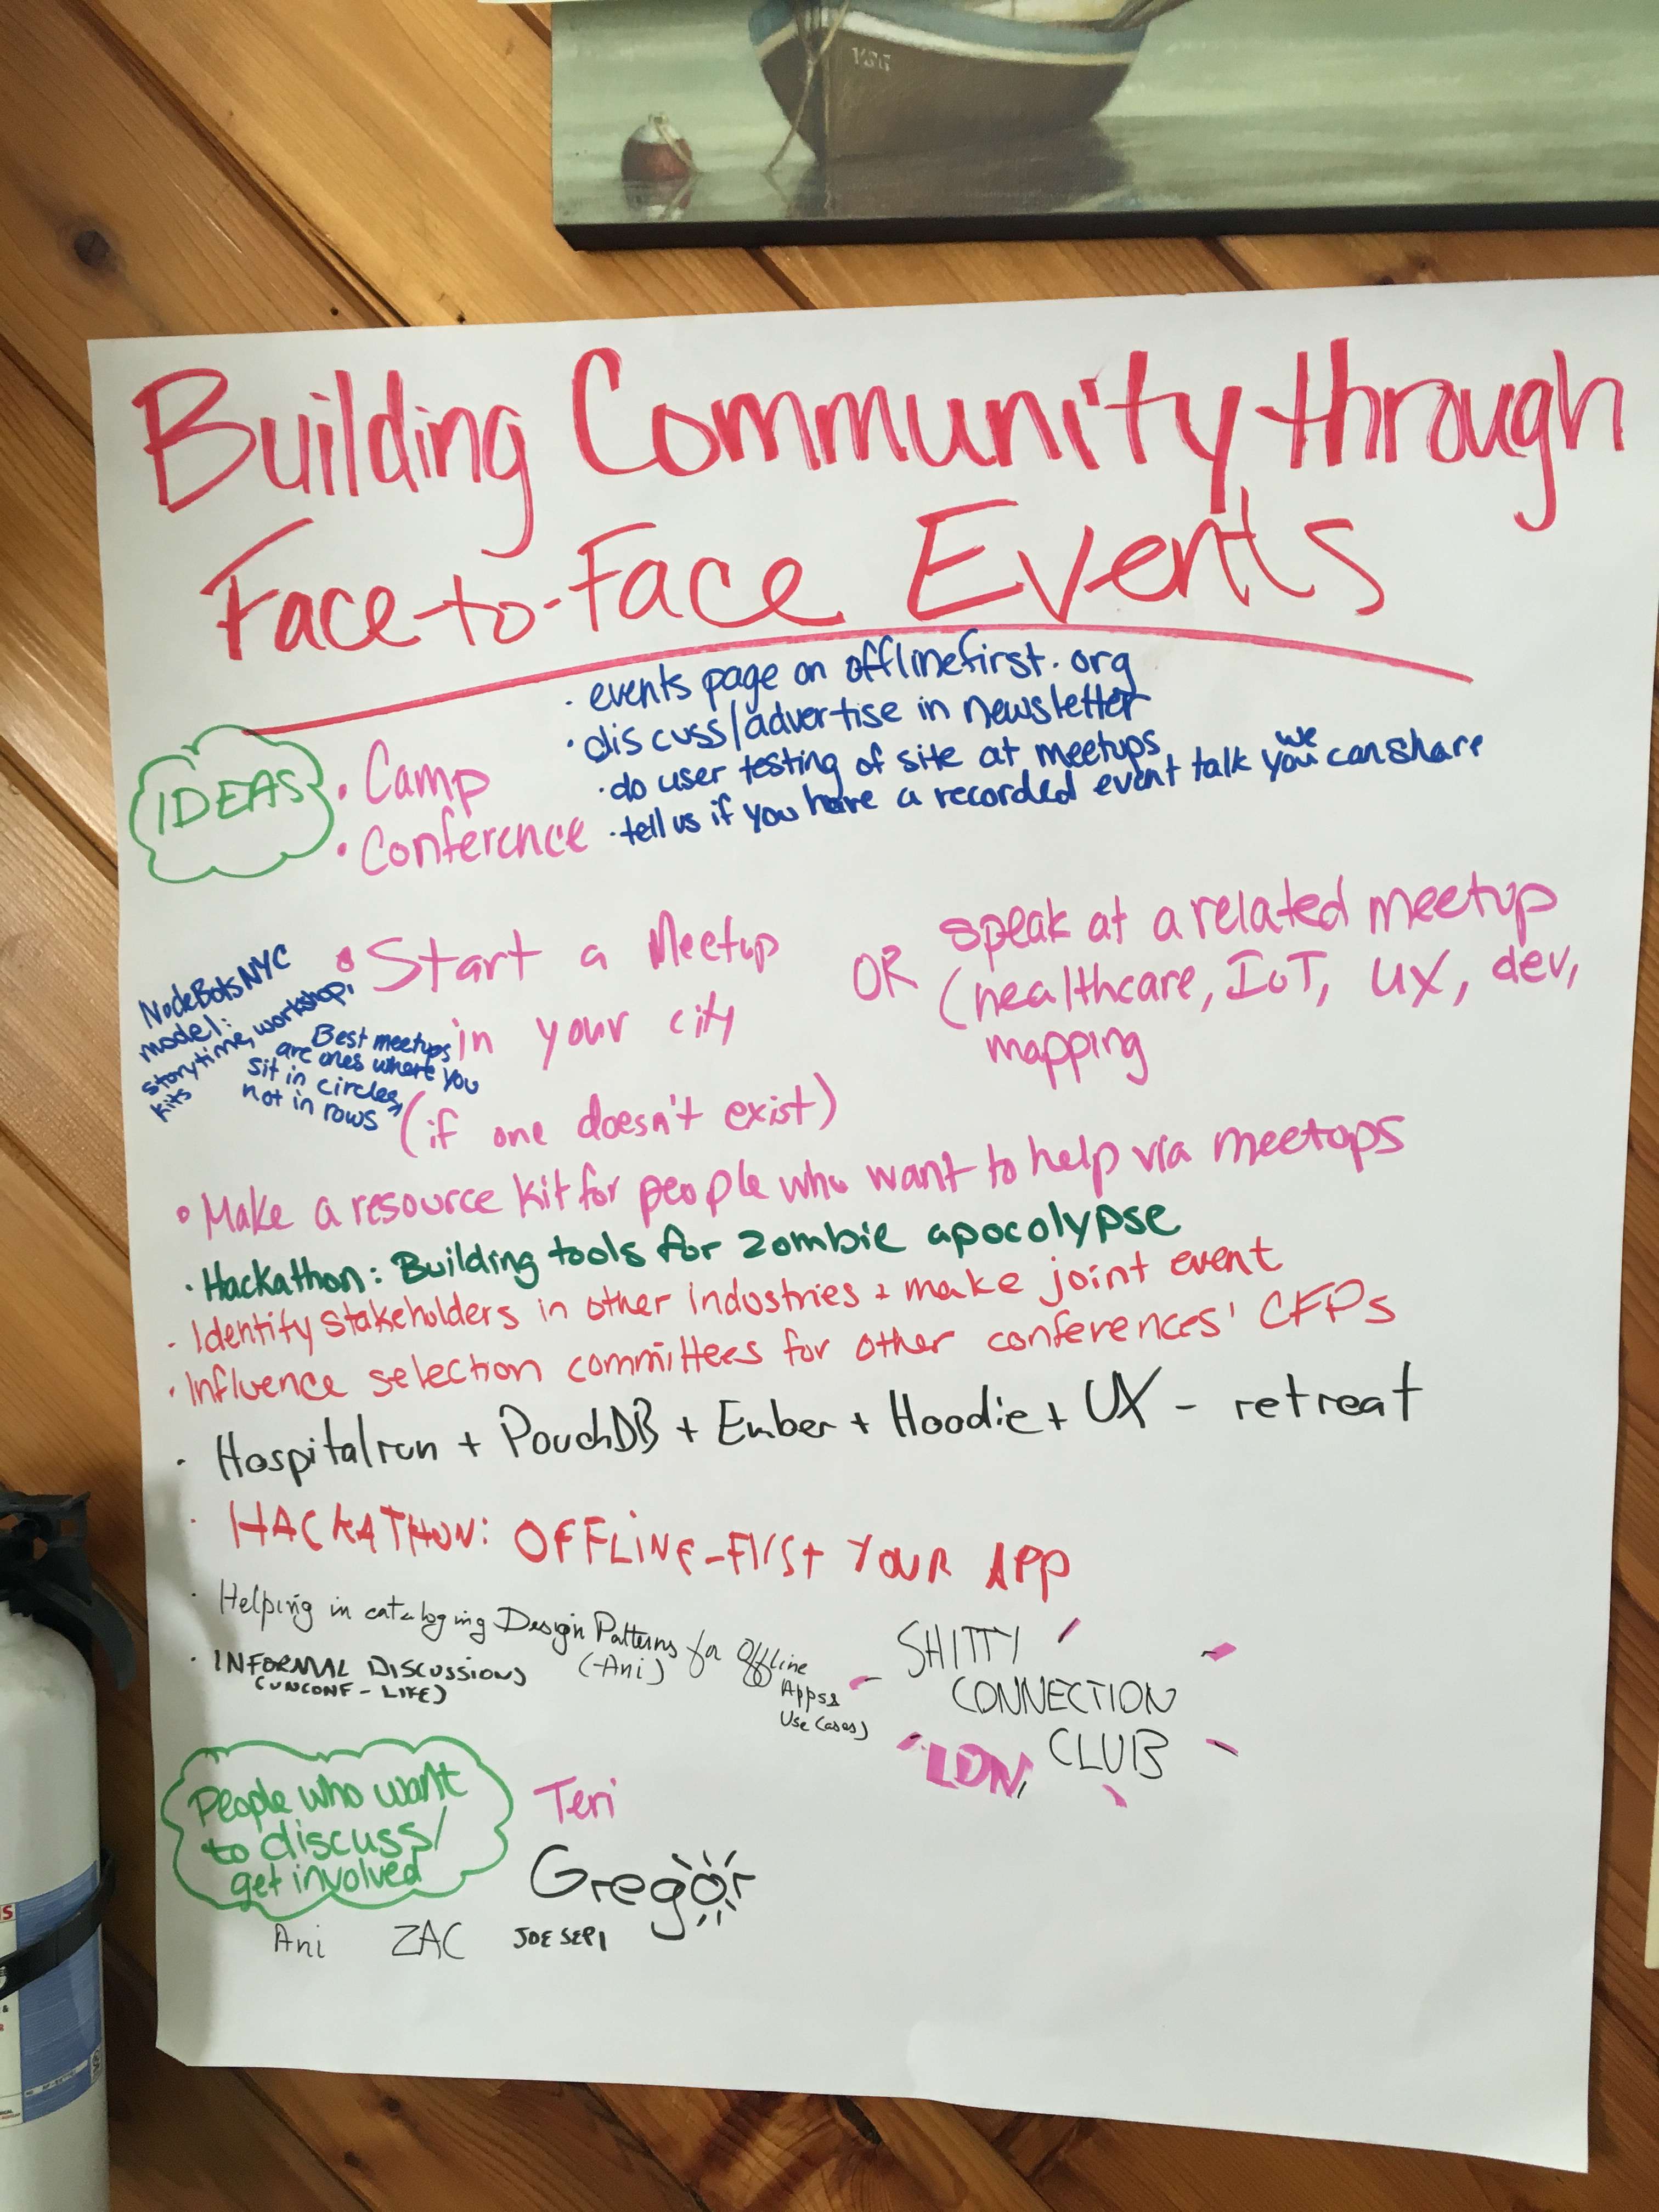 Building Community through
Face-to-Face Events
· events page on offlinefirst.org
· discuss/advertise in newsletter
· do user testing of site at meetups
· tell us if you have a recorded event talk you we can share
IDEAS
· Camp
· Conference
• Start a Meetup
in your city
(if one doesn't exist)
OR
speak at a related meetup
(healthcare, IoT, UX, dev,
mapping
NodeBotsNYC
model:
storytime, workshop,
kits
Best meetups
are ones where you
sit in circles,
not in rows
• Make a resource kit for people who want to help via meetups
· Hackathon: Building tools for zombie apocolypse
- Identify stakeholders in other industries + make joint event
· Influence selection committees for other conferences' CFPs
· Hospitalrun + PouchDB + Ember + Hoodie + UX - retreat
· HACKATHON: OFFLINE-FIrst YOUR APP
· Helping in cataloging Design Patterns for Offline
Apps &
Use Cases)
(-Ani)
· INFORMAL DISCUSSIONS
(UNCONF-LIKE)
- SHITTY
CONNECTION
CLUB
LDN
People who want
to discuss/
get involved
Teri
Gregor
Ani ZAC JOE SEPI